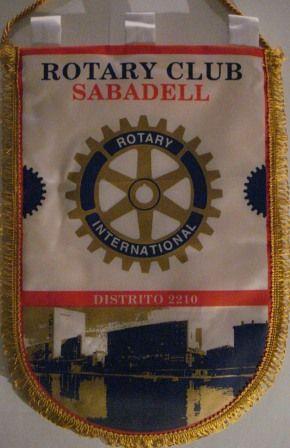 ROTARY CLUB
SABADELL
ROTARY
INTERNATIONAL
DISTRITO 2210